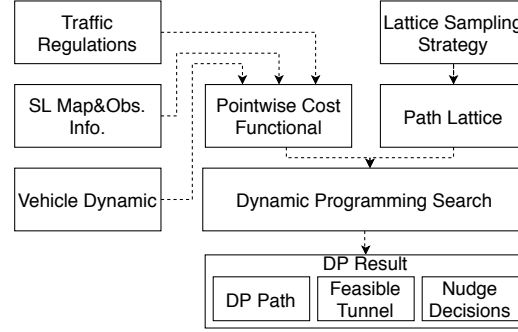 Traffic
Regulations
Lattice Sampling
Strategy
SL Map&Obs.
Info.
Pointwise Cost
Functional
Path Lattice
Vehicle Dynamic
Dynamic Programming Search
DP Result
DP Path
Feasible
Tunnel
Nudge
Decisions